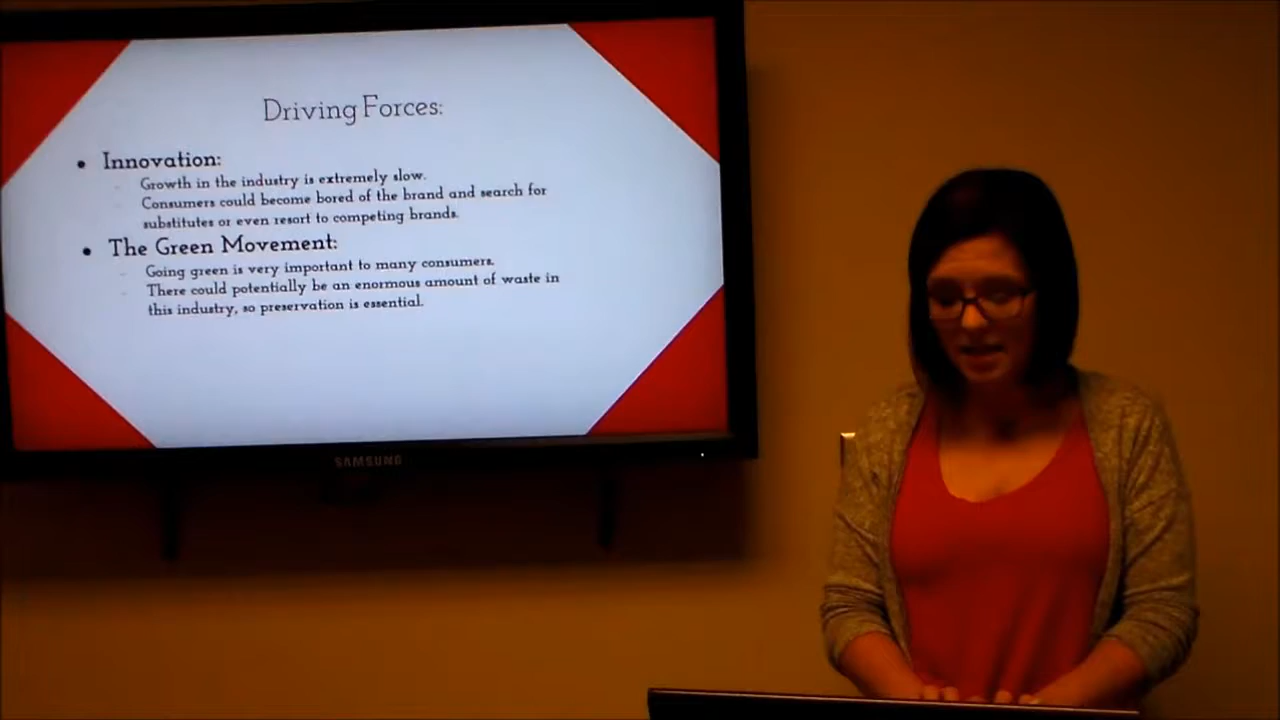 Driving Forces:
• Innovation:
- Growth in the industry is extremely slow.
- Consumers could become bored of the brand and search for
substitutes or even resort to competing brands.
• The Green Movement:
- Going green is very important to many consumers.
- There could potentially be an enormous amount of waste in
this industry, so preservation is essential.
SAMSUNG